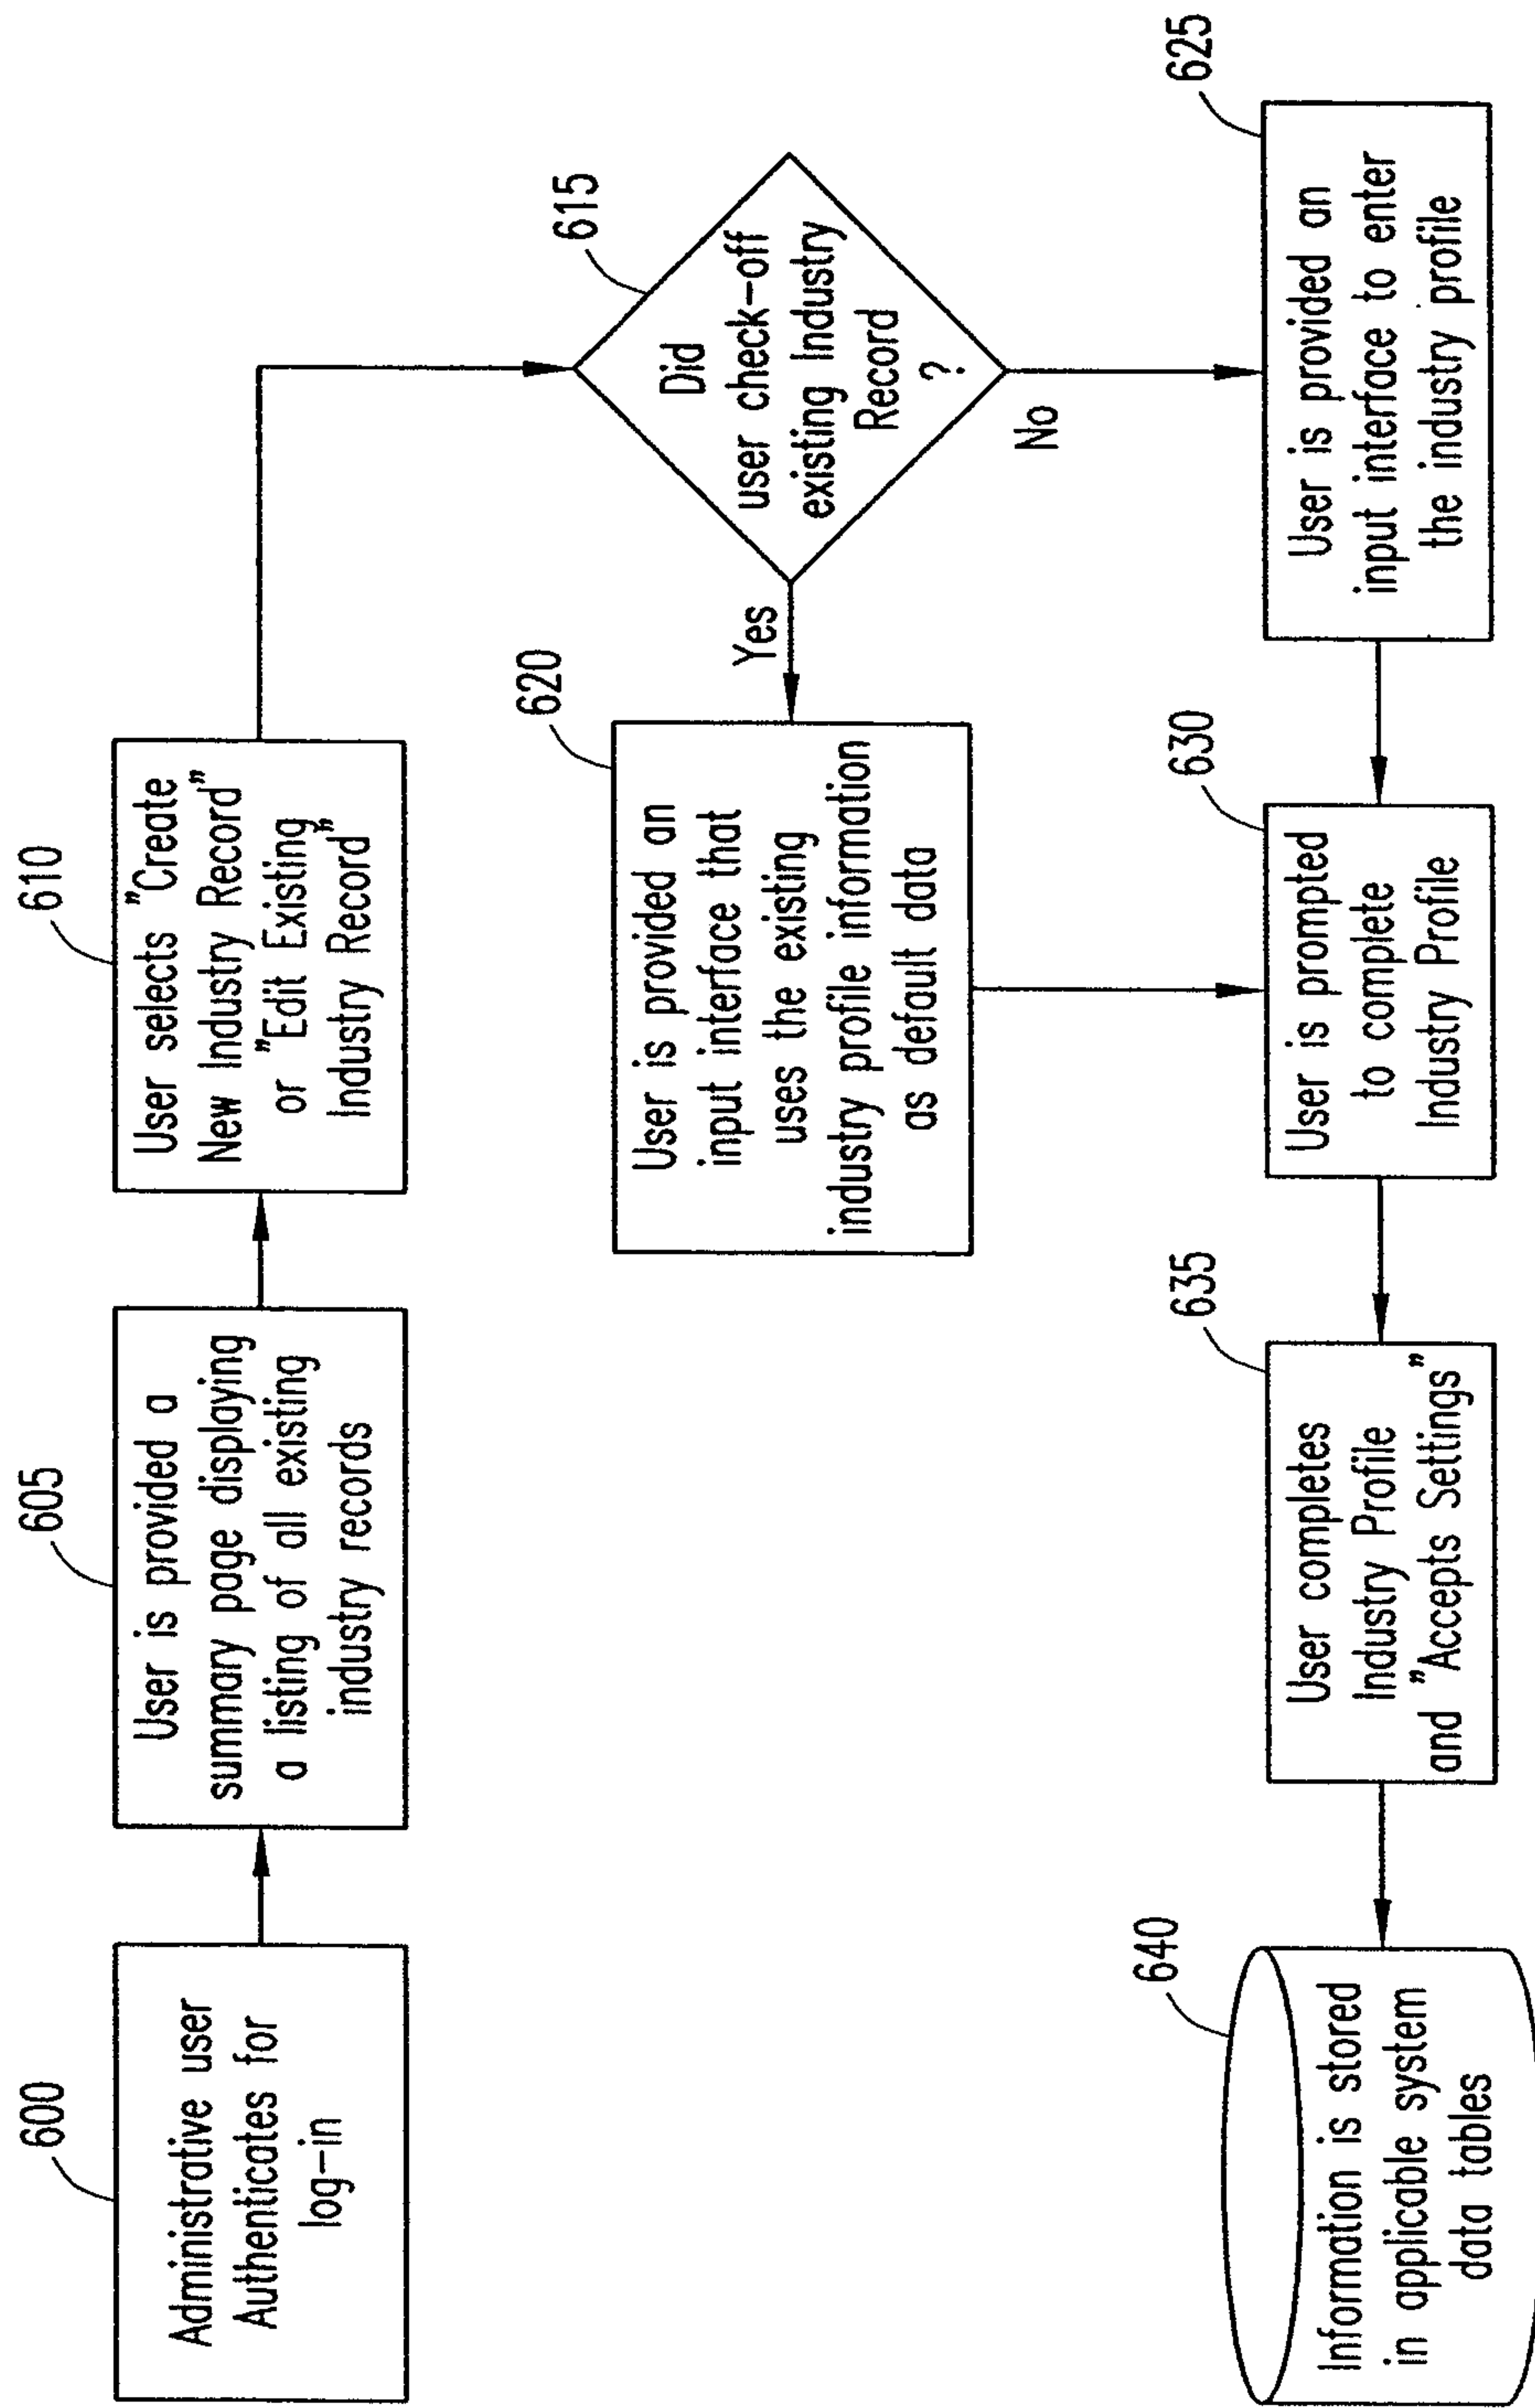 600
Administrative user
Authenticates for
log-in
605
User is provided a
summary page displaying
a listing of all existing
industry records
610
User selects "Create
New Industry Record"
or "Edit Existing
Industry Record"
615
Did
user check-off
existing Industry
Record
?
Yes
No
620
User is provided an
input interface that
uses the existing
industry profile information
as default data
625
User is provided an
input interface to enter
the industry profile
630
User is prompted
to complete
Industry Profile
635
User completes
Industry Profile
and "Accepts Settings"
640
Information is stored
in applicable system
data tables